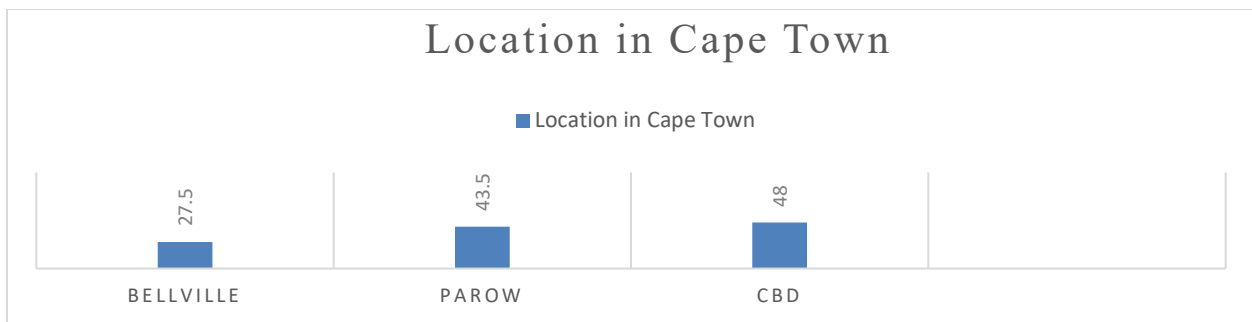 Location in Cape Town
Location in Cape Town
27.5
43.5
48
BELLVILLE
PAROW
CBD